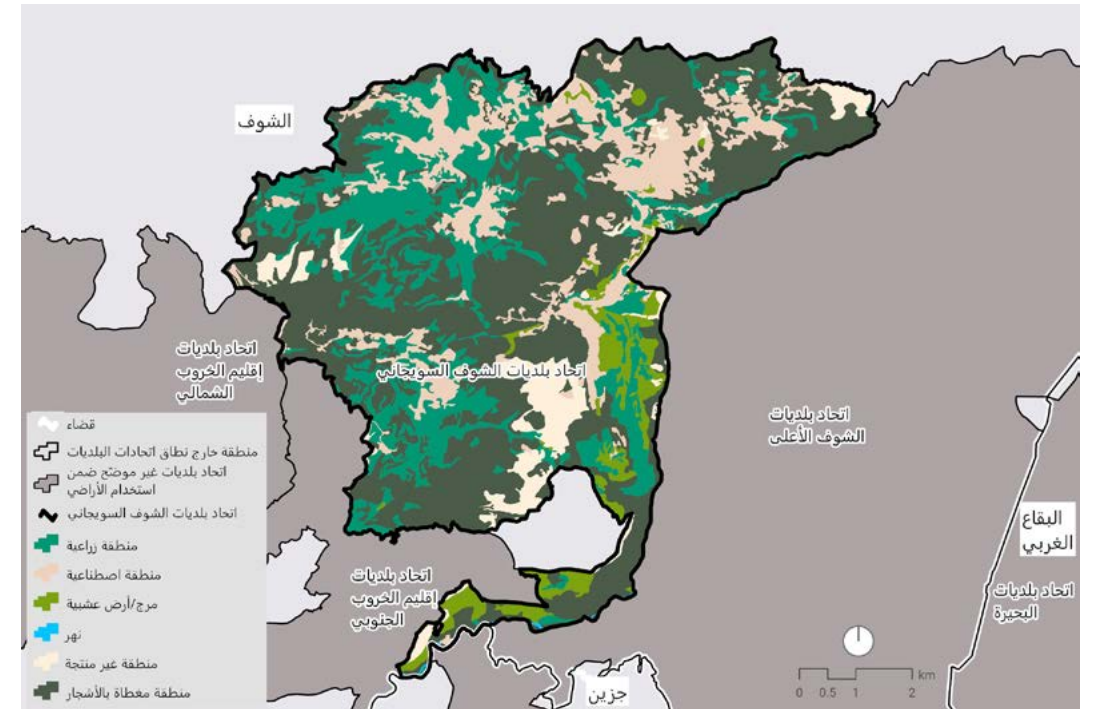 الشوف
اتحاد بلديات
إقليم الخروب
الشمالي
اتحاد بلديات الشوف السويجاني
اتحاد بلديات
الشوف الأعلى
البقاع
الغربي
اتحاد بلديات
البحيرة
اتحاد بلديات
إقليم الخروب
الجنوبي
جزين
قضاء
منطقة خارج نطاق اتحادات البلديات
اتحاد بلديات غير موضّح ضمن
استخدام الأراضي
اتحاد بلديات الشوف السويجاني
منطقة زراعية
منطقة اصطناعية
مرج/أرض عشبية
نهر
منطقة غير منتجة
منطقة مغطاة بالأشجار
km
0 0.5 1 2